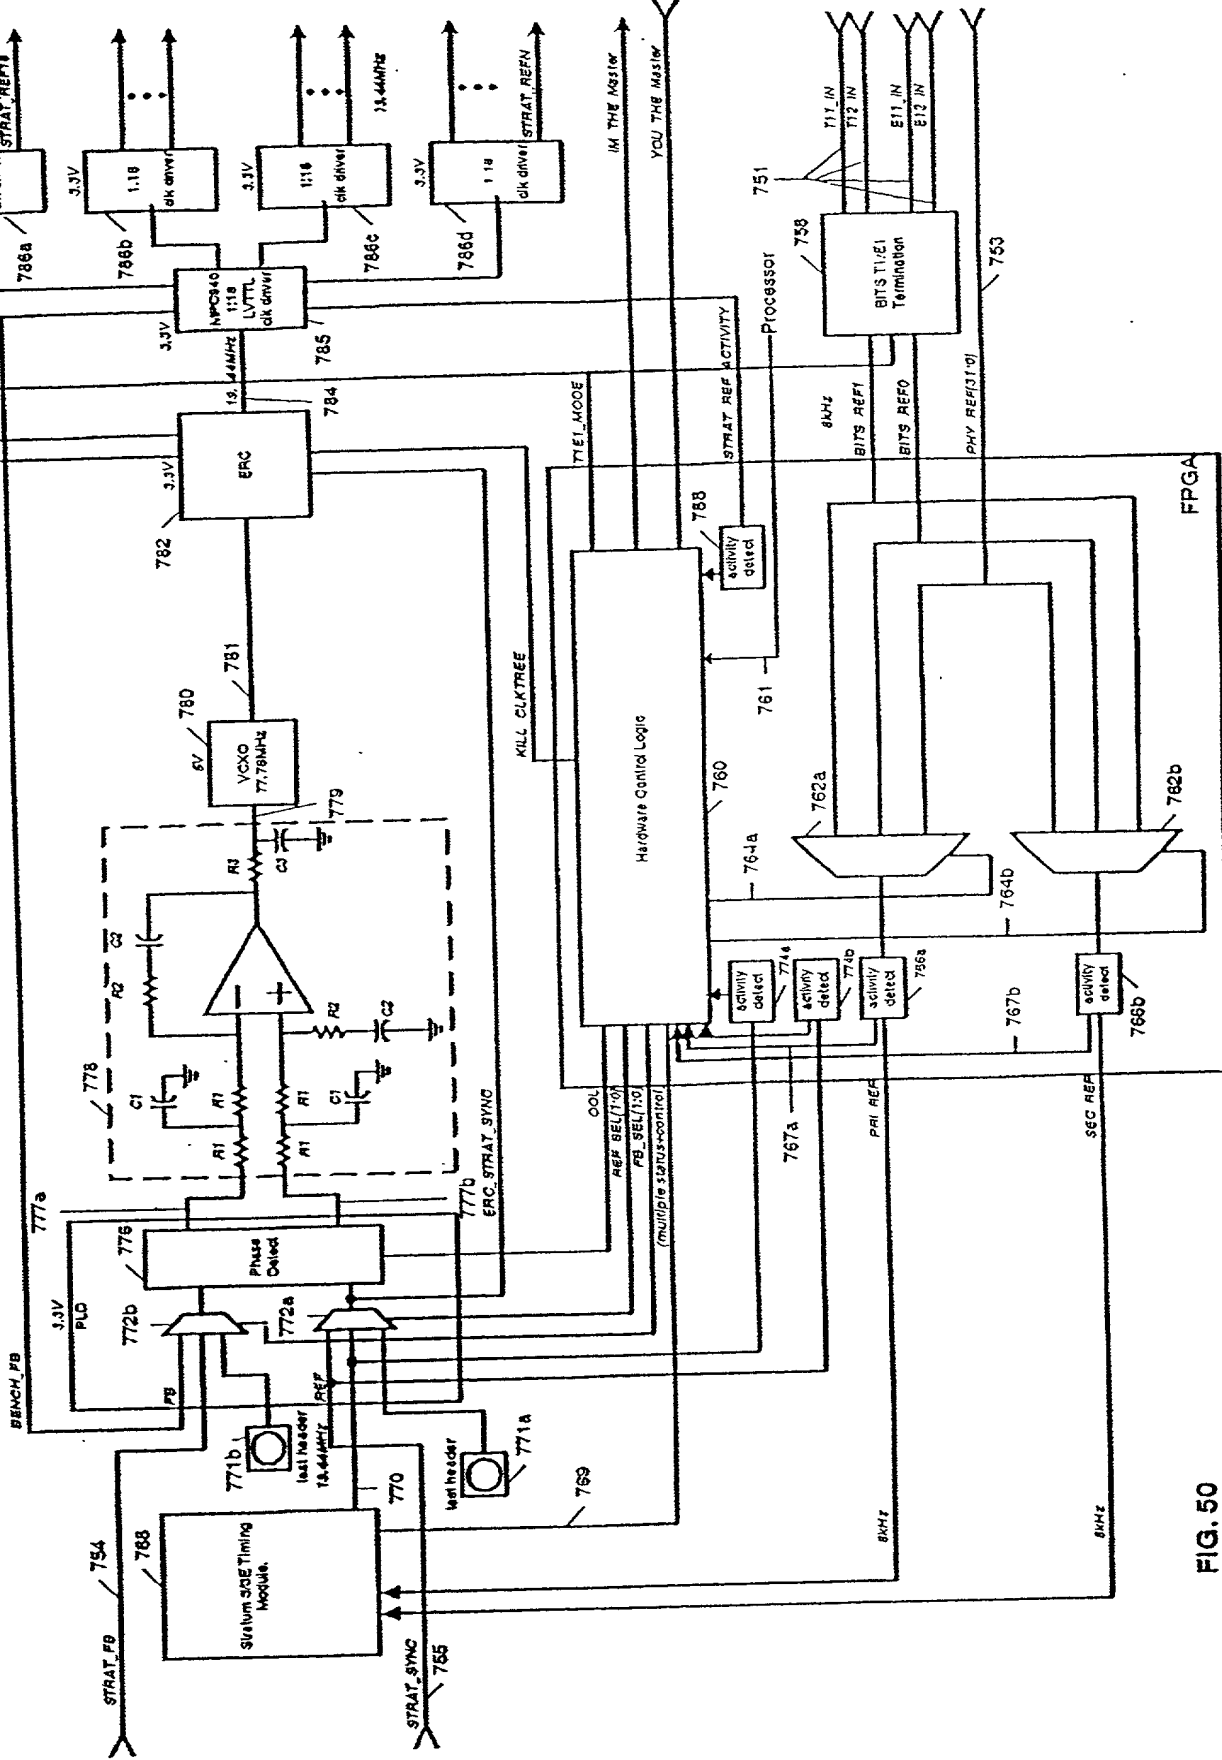 STRAT_FB
754
768
Stratum 3/3E Timing
Module.
STRAT_SYNC
755
BENCH_FB
3.3V
PLD
772b
FB
771b
test header
19.44MHz
REF
770
test header
771a
769
8kHz
8kHz
777a
776
Phase
Detect
772a
777b
ERC_STRAT_SYNC
778
C1
R1
R1
R1
R1
C1
R2
C2
R2
C2
R3
C3
779
5V
780
VCXO
77.76MHz
781
KILL CLKTREE
782
3.3V
ERC
784
19.44MHz
3.3V
MPC940
1:18
LVTTL
clk driver
785
786a
STRAT_REF1
3.3V
1:18
clk driver
786b
3.3V
1:18
clk driver
786c
19.44MHz
3.3V
1:18
clk driver
786d
STRAT_REFN
OOL
REF SEL(1:0)
FB_SEL(1:0)
(multiple status+control)
767a
PRI REF
SEC REF
767b
Hardware Control Logic
760
activity
detect
774a
activity
detect
774b
activity
detect
766a
activity
detect
766b
764a
764b
762a
762b
761
Processor
activity
detect
788
T1E1_MODE
STRAT REF ACTIVITY
IM THE Master
YOU THE Master
8kHz
BITS REF1
BITS REF0
PHY REF(31:0)
753
758
BITS T1/E1
Termination
751
T11_IN
T12 IN
E11_IN
E12 IN
FPGA
FIG. 50